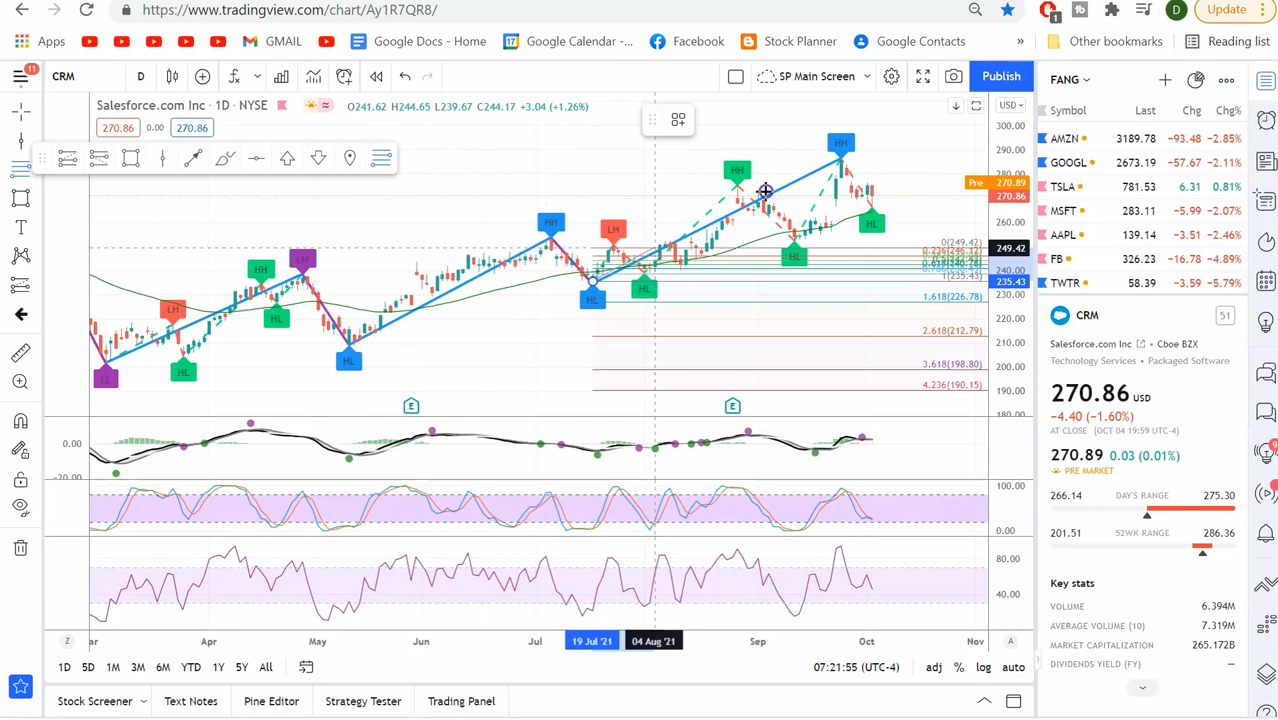 https://www.tradingview.com/chart/Ay1R7QR8/
1
D
Update
Apps
GMAIL
Google Docs - Home
Google Calendar - ...
Facebook
Stock Planner
Google Contacts
»
Other bookmarks
Reading list
11
CRM
D
SP Main Screen
Publish
FANG
Salesforce.com Inc · 1D · NYSE
O241.62 H244.65 L239.67 C244.17 +3.04 (+1.26%)
USD
270.86
0.00
270.86
Symbol
Last
Chg
Chg%
AMZN 3189.78 -93.48 -2.85%
GOOGL 2673.19 -57.67 -2.11%
TSLA 781.53 6.31 0.81%
MSFT 283.11 -5.99 -2.07%
AAPL 139.14 -3.51 -2.46%
FB 326.23 -16.78 -4.89%
TWTR 58.39 -3.59 -5.79%
300.00
290.00
280.00
Pre 270.89
270.86
260.00
249.42
240.00
235.43
230.00
220.00
210.00
200.00
190.00
180.00
HH
HH
HH
LH
HL
HL
LH
HH
LH
HL
HL
HL
HL
HL
0(249.42)
1(235.43)
1.618(226.78)
2.618(212.79)
3.618(198.80)
4.236(190.15)
E
E
0.00
-20.00
100.00
0.00
80.00
40.00
CRM
51
Salesforce.com Inc
Cboe BZX
Technology Services • Packaged Software
270.86 USD
−4.40 (−1.60%)
AT CLOSE (OCT 04 19:59 UTC-4)
270.89 0.03 (0.01%)
PRE MARKET
266.14 DAY'S RANGE 275.30
201.51 52WK RANGE 286.36
Key stats
VOLUME 6.394M
AVERAGE VOLUME (10) 7.319M
MARKET CAPITALIZATION 265.172B
DIVIDENDS YIELD (FY) —
Z
ar
Apr
May
Jun
Jul
19 Jul '21
04 Aug '21
Sep
Oct
Nov
A
1D 5D 1M 3M 6M YTD 1Y 5Y All
07:21:55 (UTC-4)
adj
%
log
auto
Stock Screener
Text Notes
Pine Editor
Strategy Tester
Trading Panel